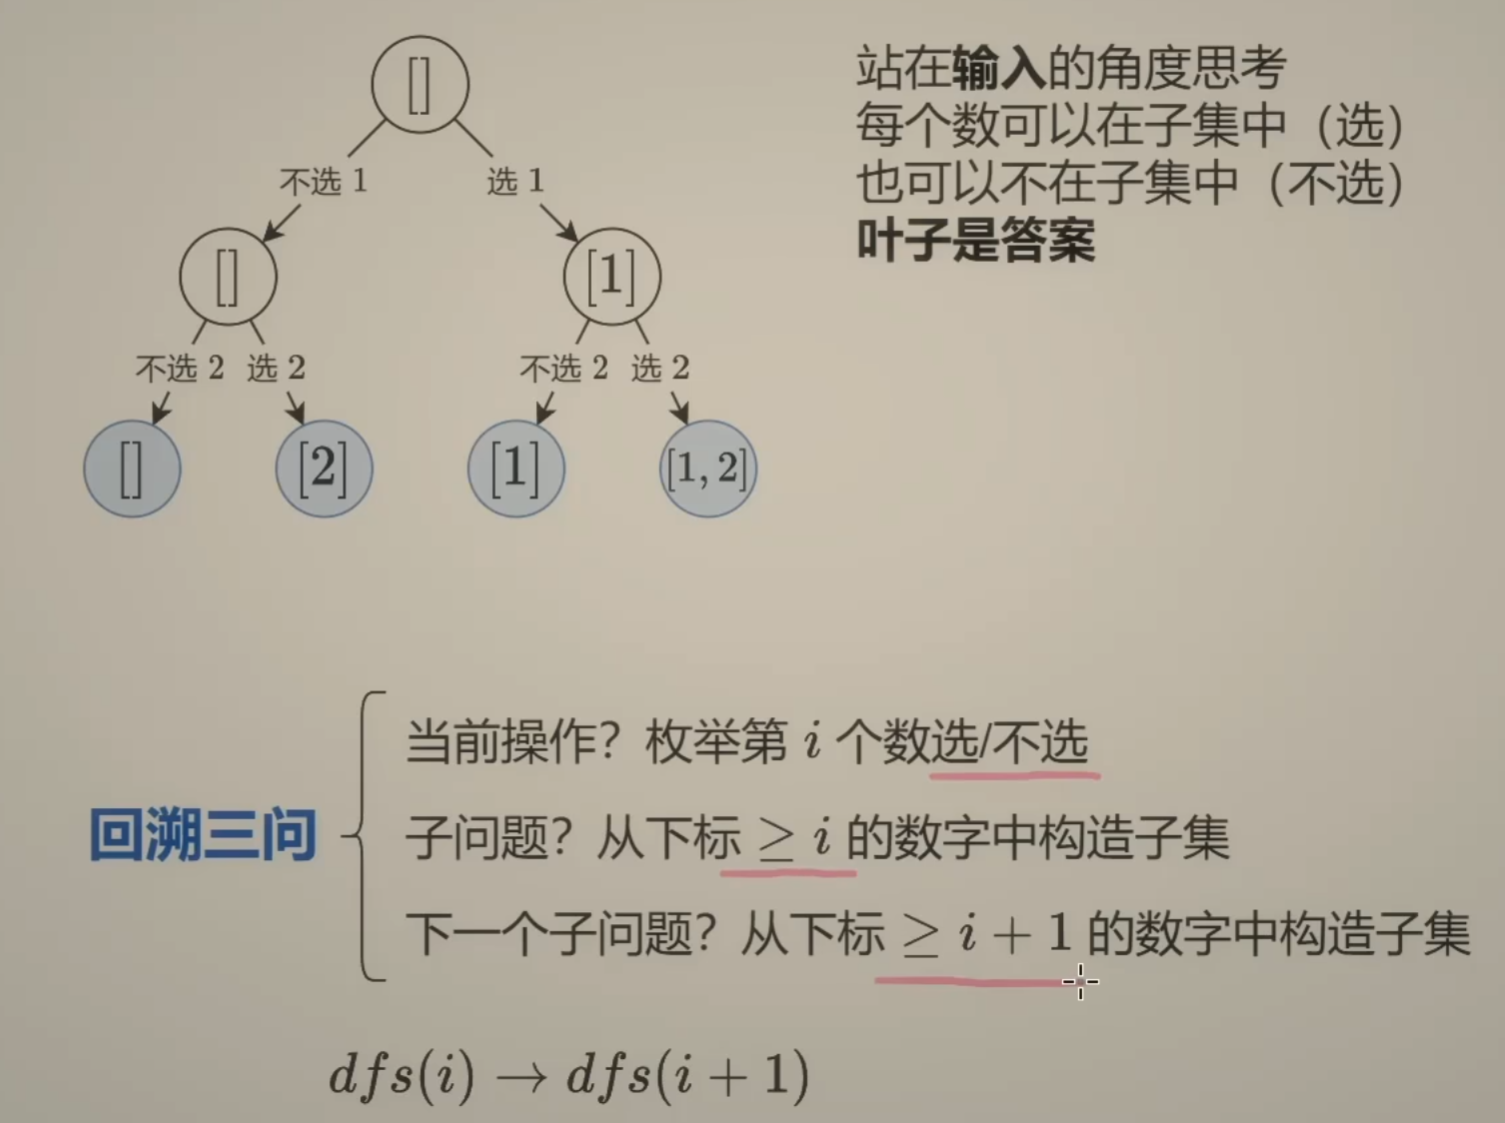 []
不选 1
选 1
[]
[1]
不选 2
选 2
不选 2
选 2
[]
[2]
[1]
[1, 2]
站在输入的角度思考
每个数可以在子集中（选）
也可以不在子集中（不选）
叶子是答案
回溯三问
当前操作？枚举第 i 个数选/不选
子问题？从下标 ≥ i 的数字中构造子集
下一个子问题？从下标 ≥ i + 1 的数字中构造子集
dfs(i) → dfs(i + 1)